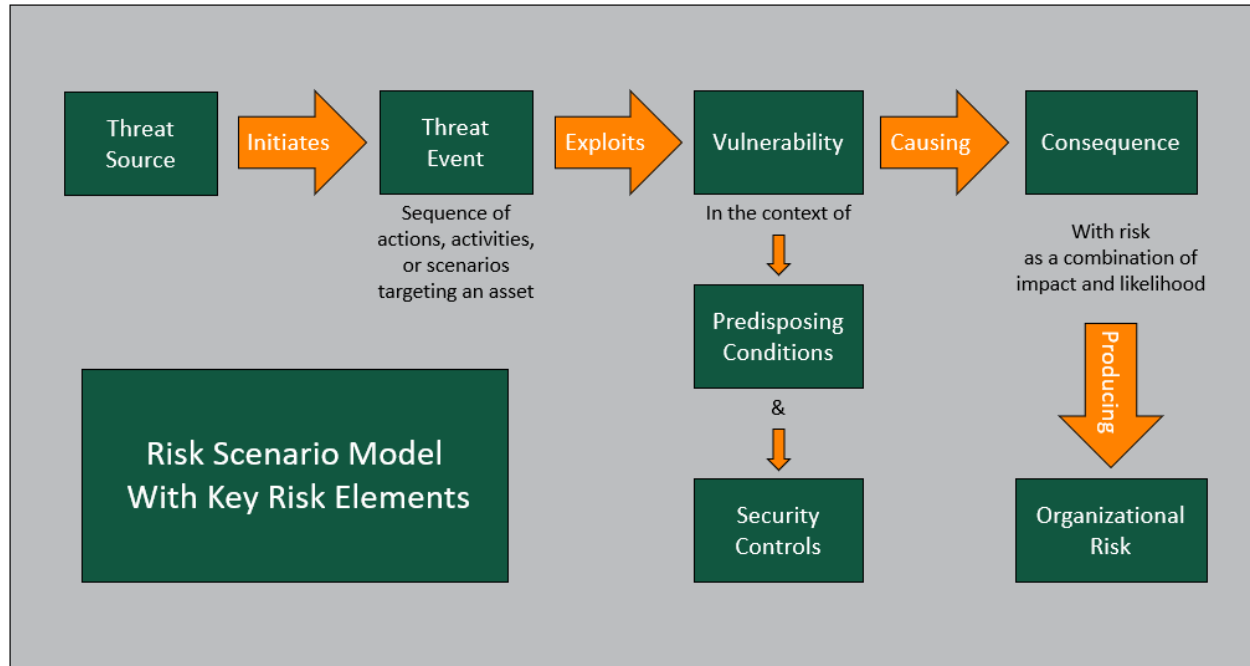 Threat
Source
Initiates
Threat
Event
Exploits
Vulnerability
Causing
Consequence
Sequence of
actions, activities,
or scenarios
targeting an asset
In the context of
With risk
as a combination of
impact and likelihood
Predisposing
Conditions
&
Producing
Risk Scenario Model
With Key Risk Elements
Security
Controls
Organizational
Risk